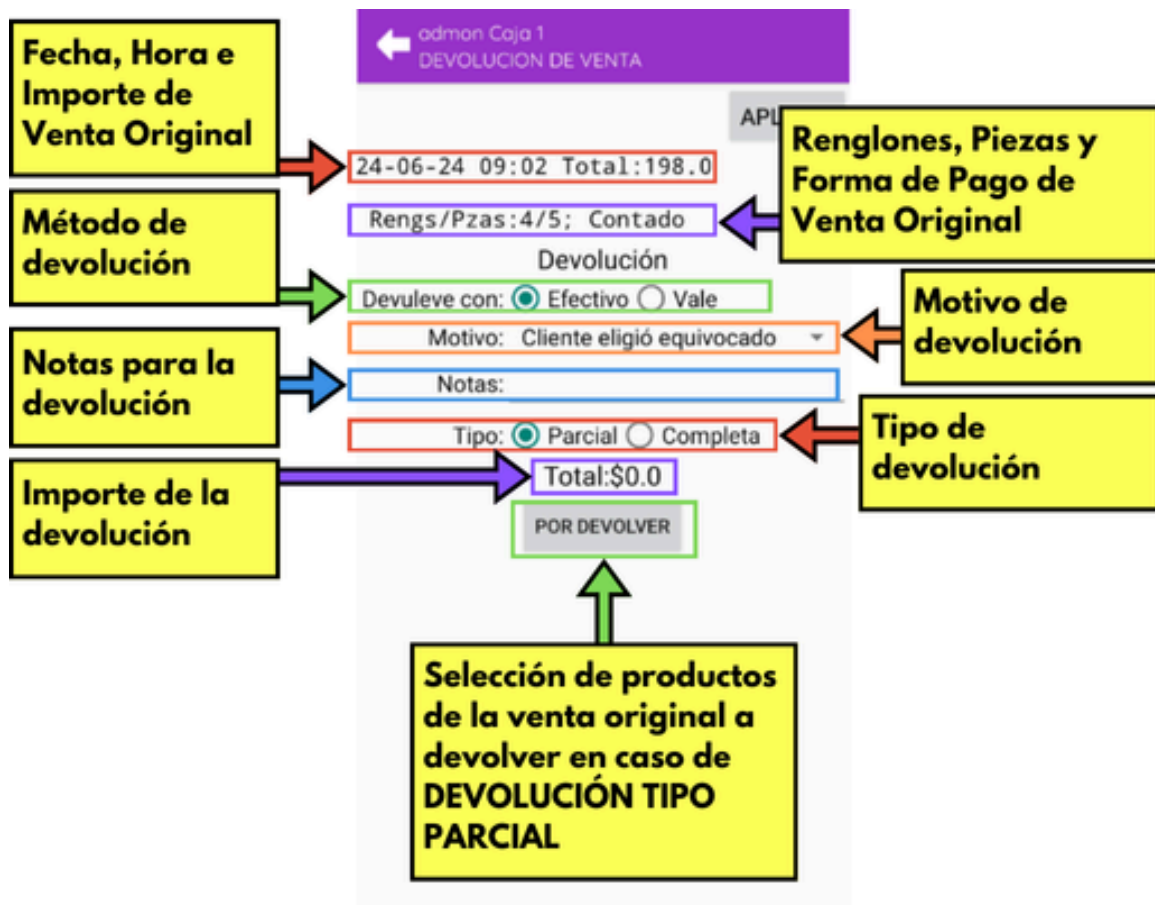 admon Caja 1
DEVOLUCION DE VENTA
Fecha, Hora e
Importe de
Venta Original
24-06-24 09:02 Total:198.0
Renglones, Piezas y
Forma de Pago de
Venta Original
Rengs/Pzas:4/5; Contado
Método de
devolución
Devolución
Devuleve con: Efectivo Vale
Motivo de
devolución
Motivo: Cliente eligió equivocado
Notas para la
devolución
Notas:
Tipo de
devolución
Tipo: Parcial Completa
Importe de la
devolución
Total:$0.0
POR DEVOLVER
Selección de productos
de la venta original a
devolver en caso de
DEVOLUCIÓN TIPO
PARCIAL